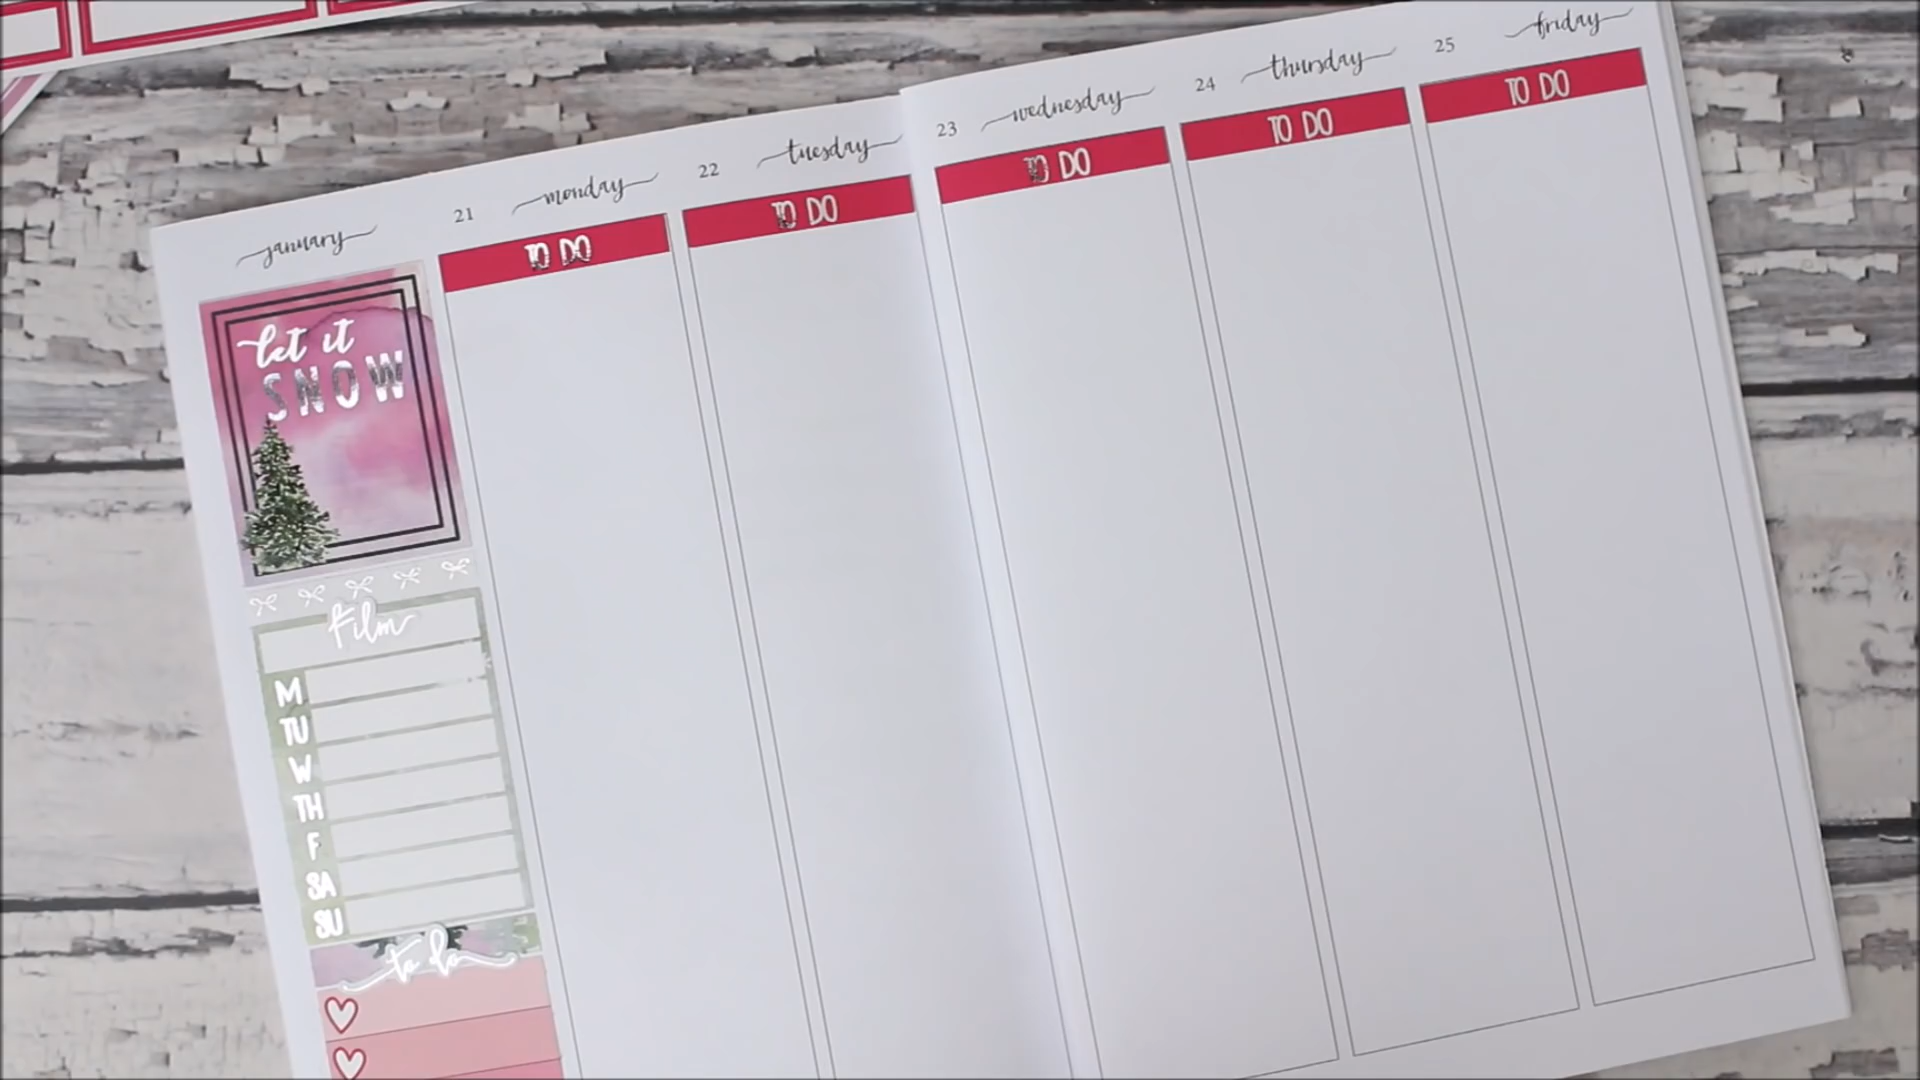 january
21 monday
22 tuesday
23 wednesday
24 thursday
25 friday
TO DO
TO DO
TO DO
TO DO
TO DO
let it
SNOW
film
M
TU
W
TH
F
SA
SU
to do